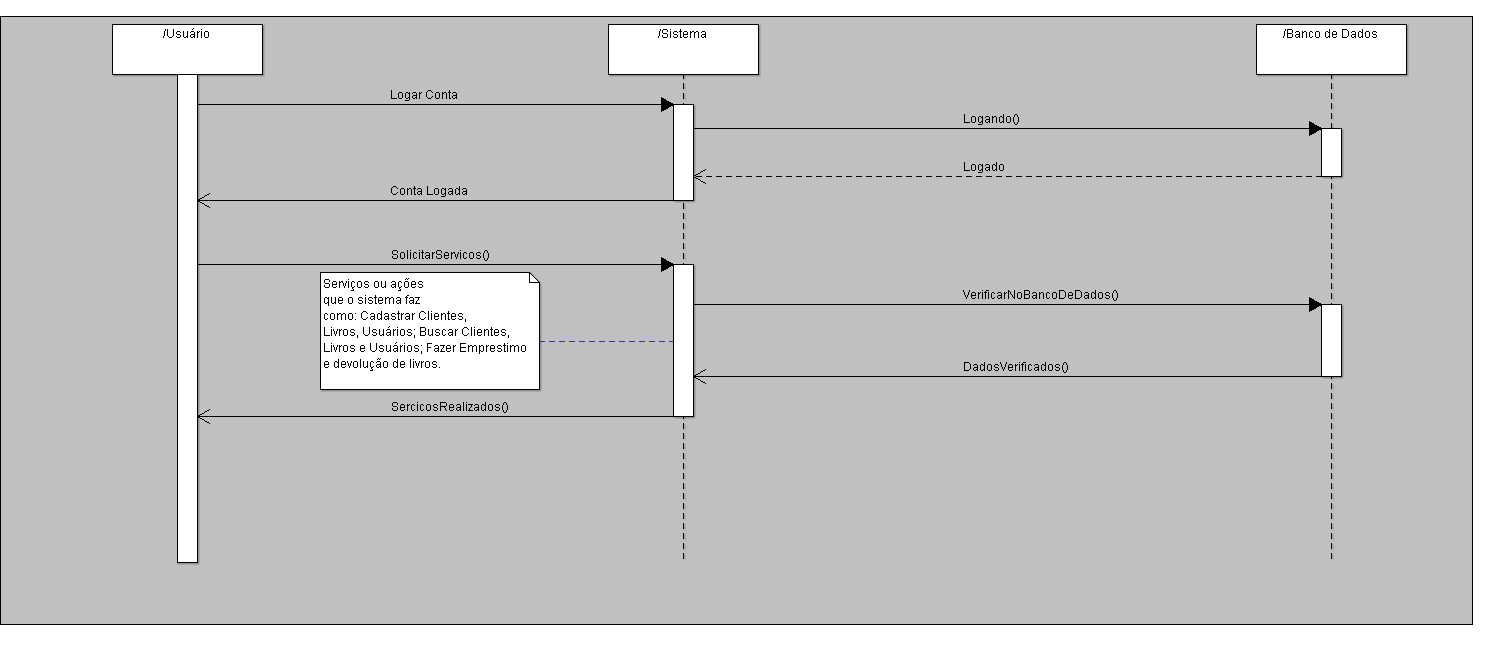 /Usuário
/Sistema
/Banco de Dados
Logar Conta
Logando()
Logado
Conta Logada
SolicitarServicos()
Serviços ou ações
que o sistema faz
como: Cadastrar Clientes,
Livros, Usuários; Buscar Clientes,
Livros e Usuários; Fazer Emprestimo
e devolução de livros.
VerificarNoBancoDeDados()
DadosVerificados()
SercicosRealizados()